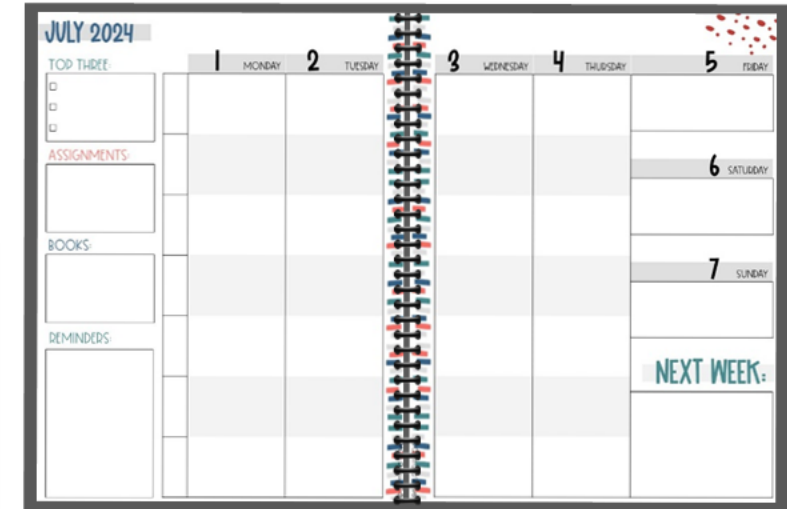 JULY 2024
TOP THREE:
ASSIGNMENTS:
BOOKS:
REMINDERS:
1 MONDAY
2 TUESDAY
3 WEDNESDAY
4 THURSDAY
5 FRIDAY
6 SATURDAY
7 SUNDAY
NEXT WEEK: